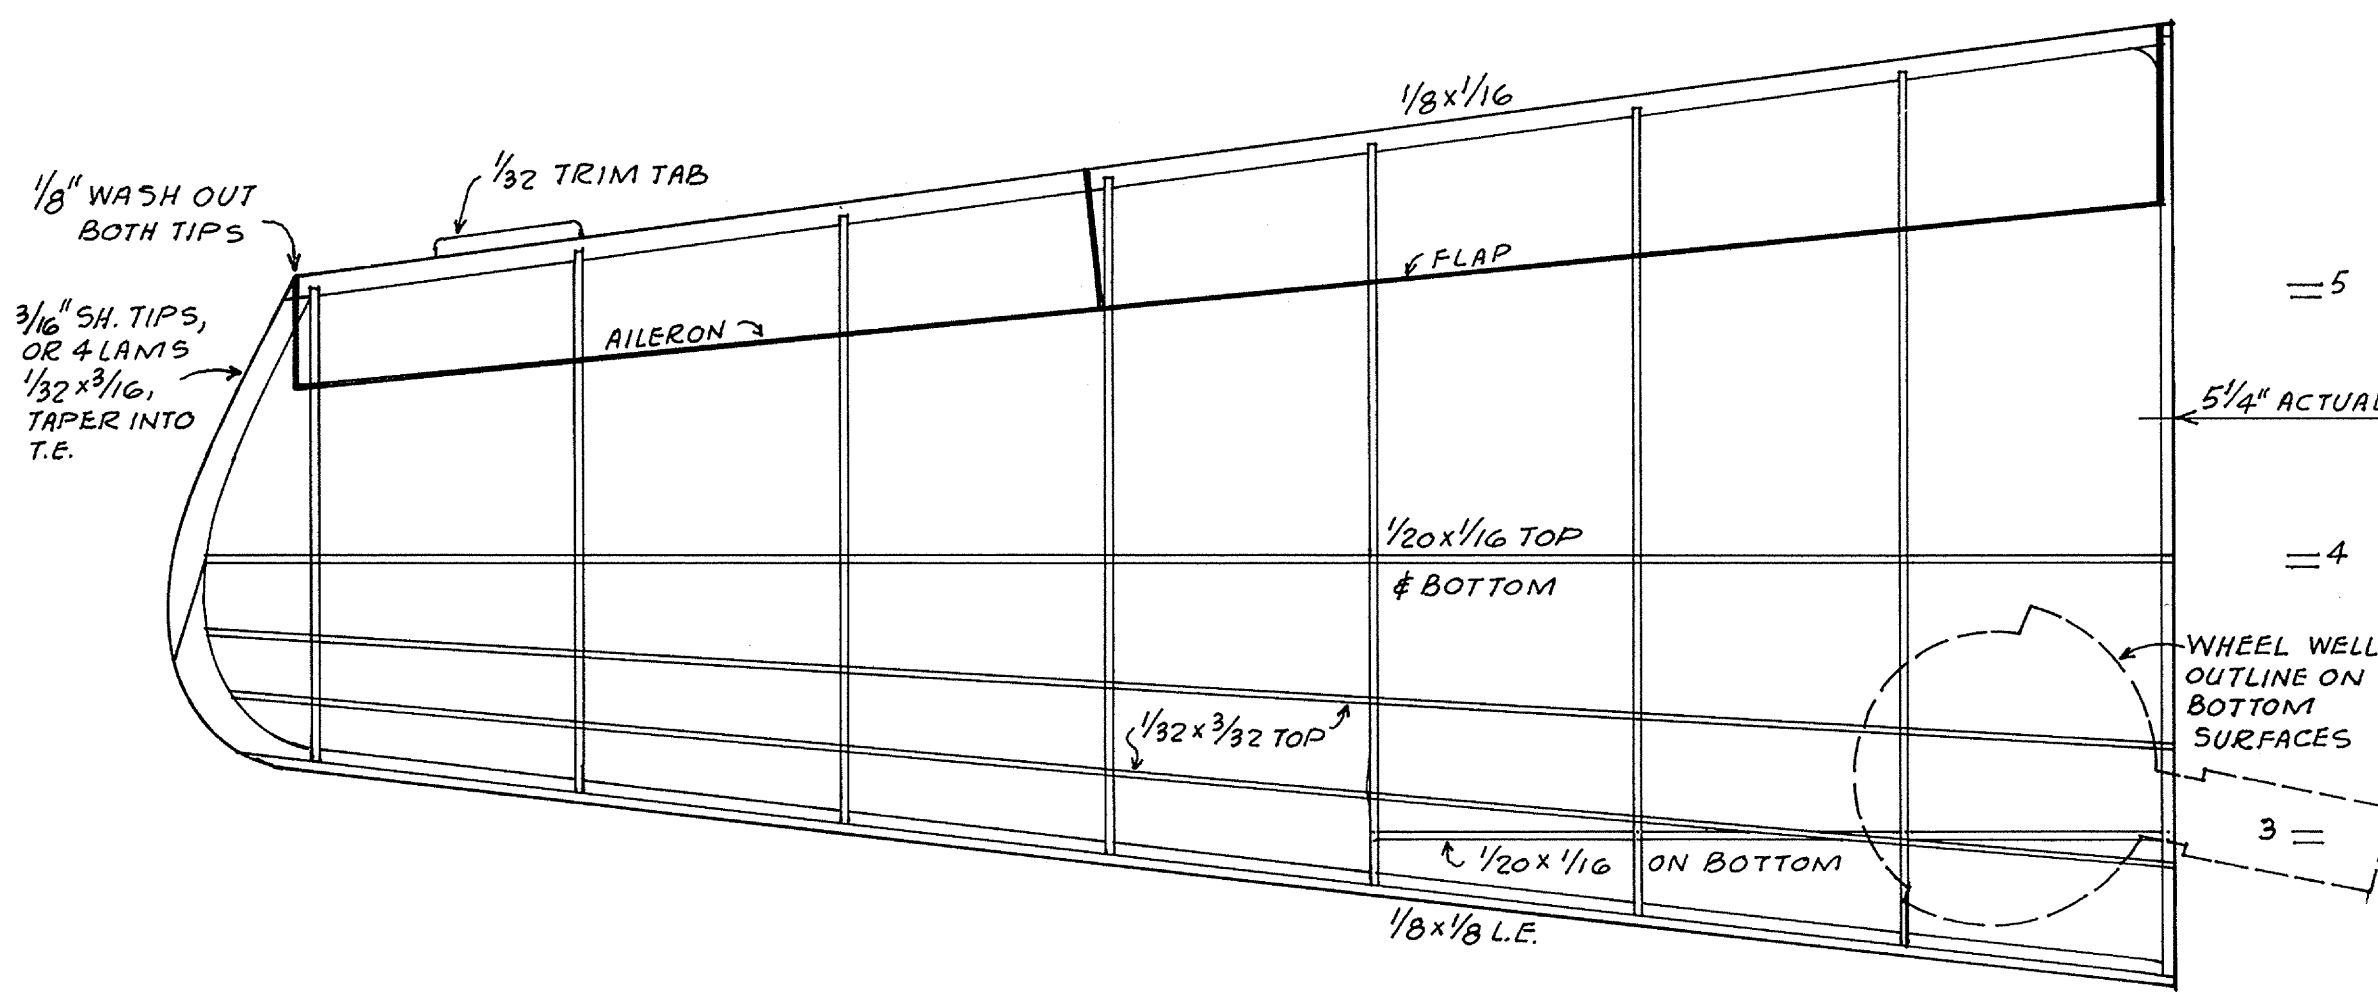 1/8" WASH OUT
BOTH TIPS
1/32 TRIM TAB
1/8x1/16
3/16" SH. TIPS,
OR 4 LAMS
1/32x3/16,
TAPER INTO
T.E.
AILERON
FLAP
=5
5 1/4" ACTUAL
1/20x1/16 TOP
& BOTTOM
=4
WHEEL WELL
OUTLINE ON
BOTTOM
SURFACES
1/32x3/32 TOP
3 =
1/20x1/16 ON BOTTOM
1/8x1/8 L.E.